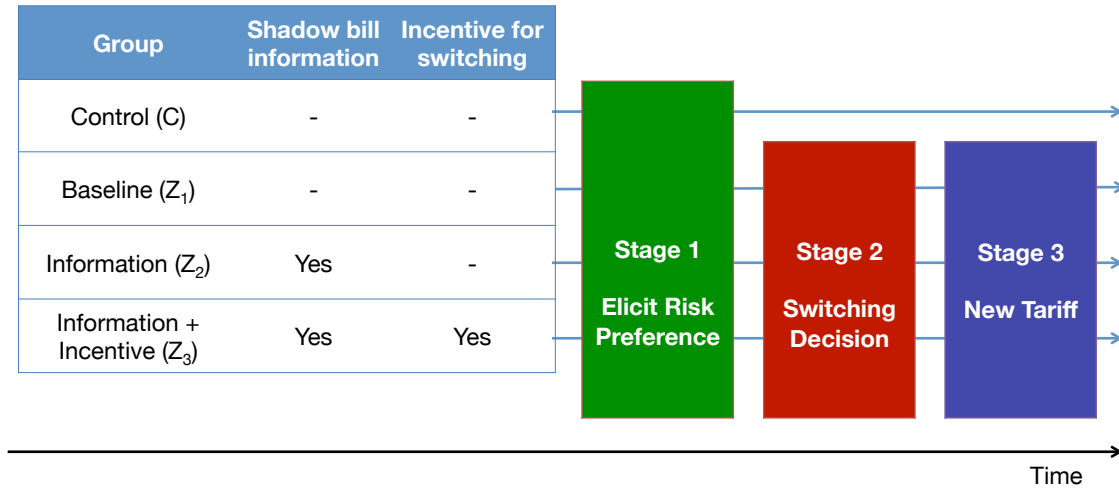 Group
Shadow bill
information
Incentive for
switching
Control (C)
-
-
Baseline (Z₁)
-
-
Information (Z₂)
Yes
-
Information +
Incentive (Z₃)
Yes
Yes
Stage 1
Elicit Risk
Preference
Stage 2
Switching
Decision
Stage 3
New Tariff
Time